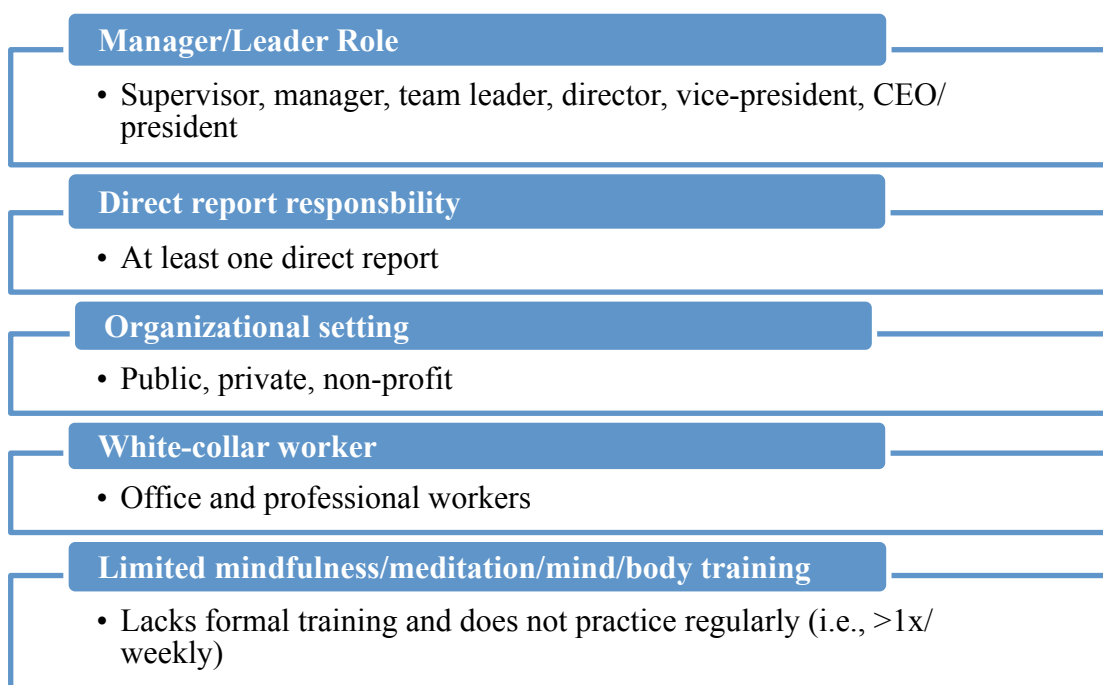 Manager/Leader Role
• Supervisor, manager, team leader, director, vice-president, CEO/
president
Direct report responsbility
• At least one direct report
Organizational setting
• Public, private, non-profit
White-collar worker
• Office and professional workers
Limited mindfulness/meditation/mind/body training
• Lacks formal training and does not practice regularly (i.e., >1x/
weekly)